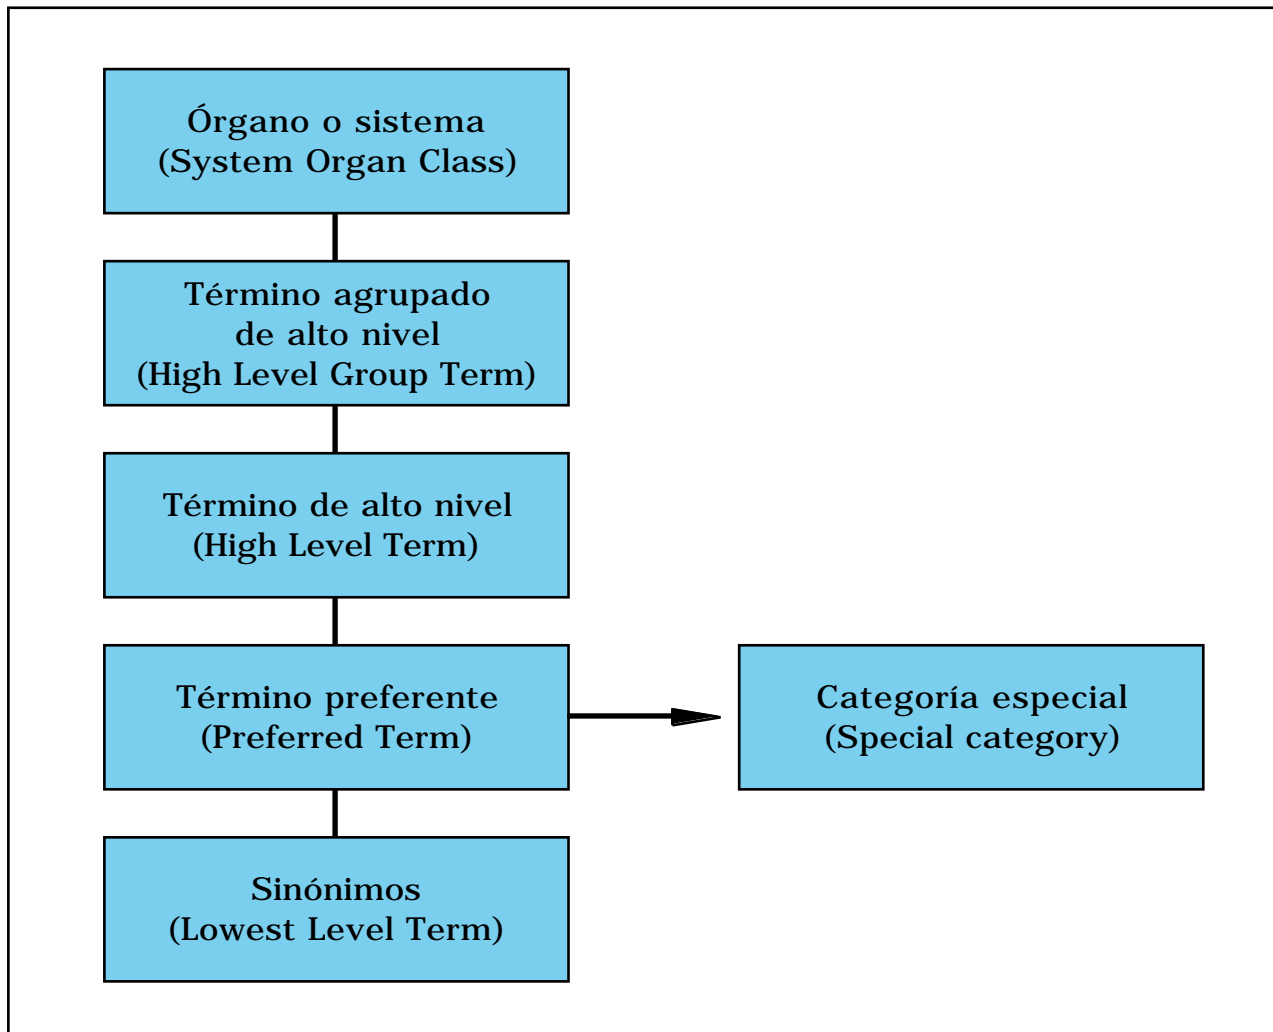 Órgano o sistema
(System Organ Class)
Término agrupado
de alto nivel
(High Level Group Term)
Término de alto nivel
(High Level Term)
Término preferente
(Preferred Term)
Categoría especial
(Special category)
Sinónimos
(Lowest Level Term)